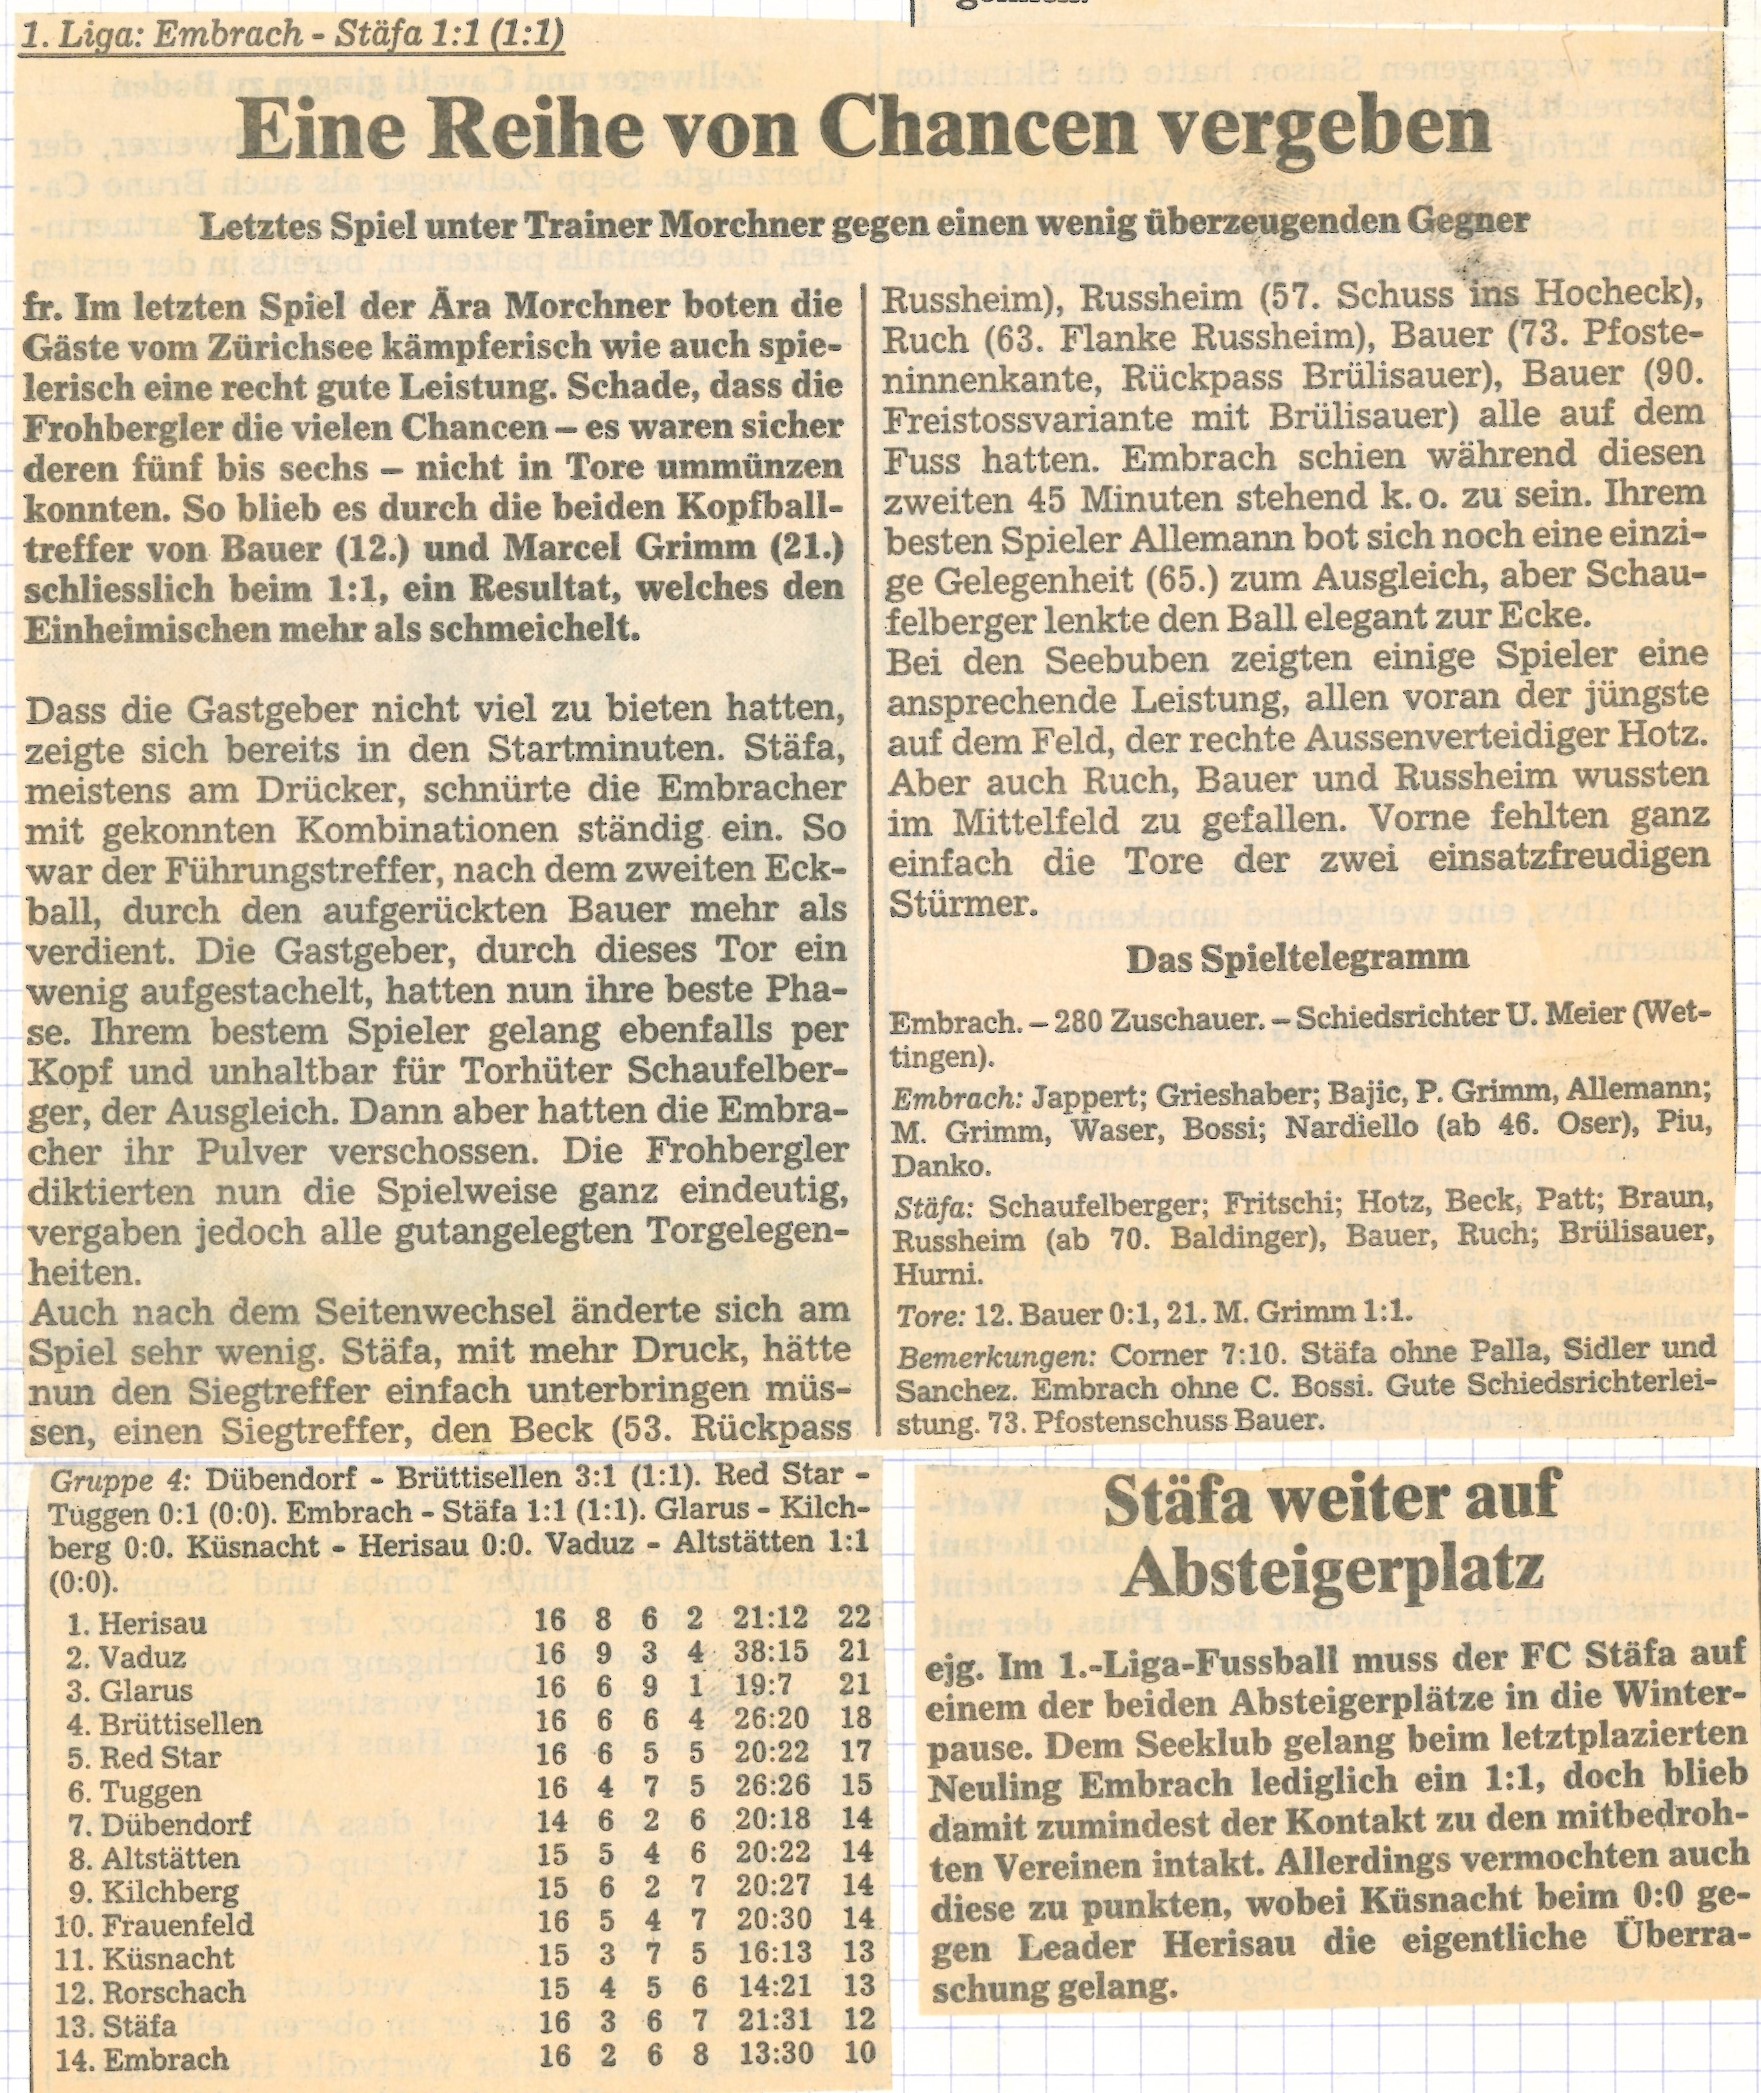 1. Liga: Embrach - Stäfa 1:1 (1:1)
Eine Reihe von Chancen vergeben
Letztes Spiel unter Trainer Morchner gegen einen wenig überzeugenden Gegner
fr. Im letzten Spiel der Ära Morchner boten die
Gäste vom Zürichsee kämpferisch wie auch spie-
lerisch eine recht gute Leistung. Schade, dass die
Frohbergler die vielen Chancen – es waren sicher
deren fünf bis sechs – nicht in Tore ummünzen
konnten. So blieb es durch die beiden Kopfball-
treffer von Bauer (12.) und Marcel Grimm (21.)
schliesslich beim 1:1, ein Resultat, welches den
Einheimischen mehr als schmeichelt.
Dass die Gastgeber nicht viel zu bieten hatten,
zeigte sich bereits in den Startminuten. Stäfa,
meistens am Drücker, schnürte die Embracher
mit gekonnten Kombinationen ständig ein. So
war der Führungstreffer, nach dem zweiten Eck-
ball, durch den aufgerückten Bauer mehr als
verdient. Die Gastgeber, durch dieses Tor ein
wenig aufgestachelt, hatten nun ihre beste Pha-
se. Ihrem bestem Spieler gelang ebenfalls per
Kopf und unhaltbar für Torhüter Schaufelber-
ger, der Ausgleich. Dann aber hatten die Embra-
cher ihr Pulver verschossen. Die Frohbergler
diktierten nun die Spielweise ganz eindeutig,
vergaben jedoch alle gutangelegten Torgelegen-
heiten.
Auch nach dem Seitenwechsel änderte sich am
Spiel sehr wenig. Stäfa, mit mehr Druck, hätte
nun den Siegtreffer einfach unterbringen müs-
sen, einen Siegtreffer, den Beck (53. Rückpass
Russheim), Russheim (57. Schuss ins Hocheck),
Ruch (63. Flanke Russheim), Bauer (73. Pfoste-
ninnenkante, Rückpass Brülisauer), Bauer (90.
Freistossvariante mit Brülisauer) alle auf dem
Fuss hatten. Embrach schien während diesen
zweiten 45 Minuten stehend k. o. zu sein. Ihrem
besten Spieler Allemann bot sich noch eine einzi-
ge Gelegenheit (65.) zum Ausgleich, aber Schau-
felberger lenkte den Ball elegant zur Ecke.
Bei den Seebuben zeigten einige Spieler eine
ansprechende Leistung, allen voran der jüngste
auf dem Feld, der rechte Aussenverteidiger Hotz.
Aber auch Ruch, Bauer und Russheim wussten
im Mittelfeld zu gefallen. Vorne fehlten ganz
einfach die Tore der zwei einsatzfreudigen
Stürmer.
Das Spieltelegramm
Embrach. – 280 Zuschauer. – Schiedsrichter U. Meier (Wet-
tingen).
Embrach: Jappert; Grieshaber; Bajic, P. Grimm, Allemann;
M. Grimm, Waser, Bossi; Nardiello (ab 46. Oser), Piu,
Danko.
Stäfa: Schaufelberger; Fritschi; Hotz, Beck, Patt; Braun,
Russheim (ab 70. Baldinger), Bauer, Ruch; Brülisauer,
Hurni.
Tore: 12. Bauer 0:1, 21. M. Grimm 1:1.
Bemerkungen: Corner 7:10. Stäfa ohne Palla, Sidler und
Sanchez. Embrach ohne C. Bossi. Gute Schiedsrichterlei-
stung. 73. Pfostenschuss Bauer.
Gruppe 4: Dübendorf - Brüttisellen 3:1 (1:1). Red Star -
Tuggen 0:1 (0:0). Embrach - Stäfa 1:1 (1:1). Glarus - Kilch-
berg 0:0. Küsnacht - Herisau 0:0. Vaduz - Altstätten 1:1
(0:0).
1. Herisau 16 8 6 2 21:12 22
2. Vaduz 16 9 3 4 38:15 21
3. Glarus 16 6 9 1 19:7 21
4. Brüttisellen 16 6 6 4 26:20 18
5. Red Star 16 6 5 5 20:22 17
6. Tuggen 16 4 7 5 26:26 15
7. Dübendorf 14 6 2 6 20:18 14
8. Altstätten 15 5 4 6 20:22 14
9. Kilchberg 15 6 2 7 20:27 14
10. Frauenfeld 16 5 4 7 20:30 14
11. Küsnacht 15 3 7 5 16:13 13
12. Rorschach 15 4 5 6 14:21 13
13. Stäfa 16 3 6 7 21:31 12
14. Embrach 16 2 6 8 13:30 10
Stäfa weiter auf
Absteigerplatz
ejg. Im 1.-Liga-Fussball muss der FC Stäfa auf
einem der beiden Absteigerplätze in die Winter-
pause. Dem Seeklub gelang beim letztplazierten
Neuling Embrach lediglich ein 1:1, doch blieb
damit zumindest der Kontakt zu den mitbedroh-
ten Vereinen intakt. Allerdings vermochten auch
diese zu punkten, wobei Küsnacht beim 0:0 ge-
gen Leader Herisau die eigentliche Überra-
schung gelang.